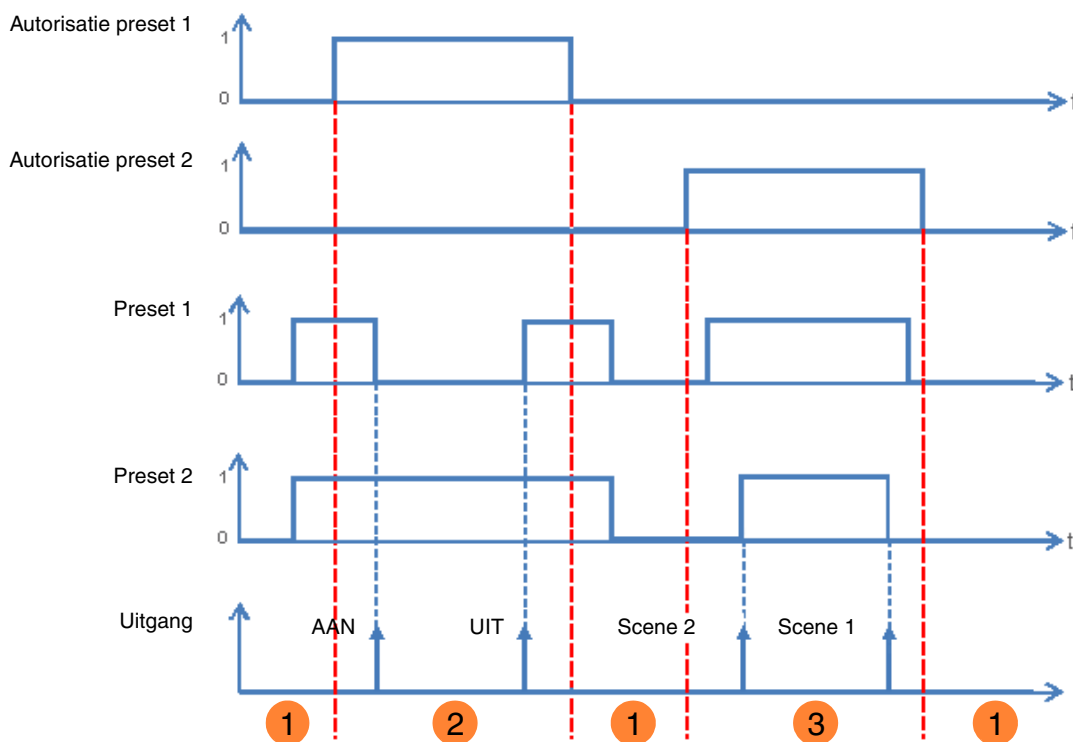 Autorisatie preset 1
1
0
t
Autorisatie preset 2
1
0
t
Preset 1
1
0
t
Preset 2
1
0
t
Uitgang
AAN
UIT
Scene 2
Scene 1
1
2
1
3
1